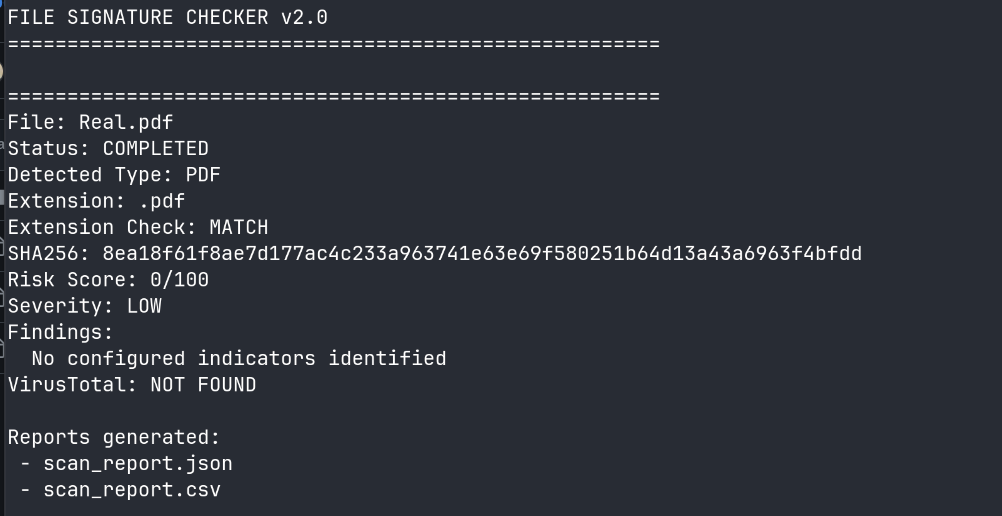 FILE SIGNATURE CHECKER v2.0
=======================================================
=======================================================
File: Real.pdf
Status: COMPLETED
Detected Type: PDF
Extension: .pdf
Extension Check: MATCH
SHA256: 8ea18f61f8ae7d177ac4c233a963741e63e69f580251b64d13a43a6963f4bfdd
Risk Score: 0/100
Severity: LOW
Findings:
  No configured indicators identified
VirusTotal: NOT FOUND
Reports generated:
 - scan_report.json
 - scan_report.csv